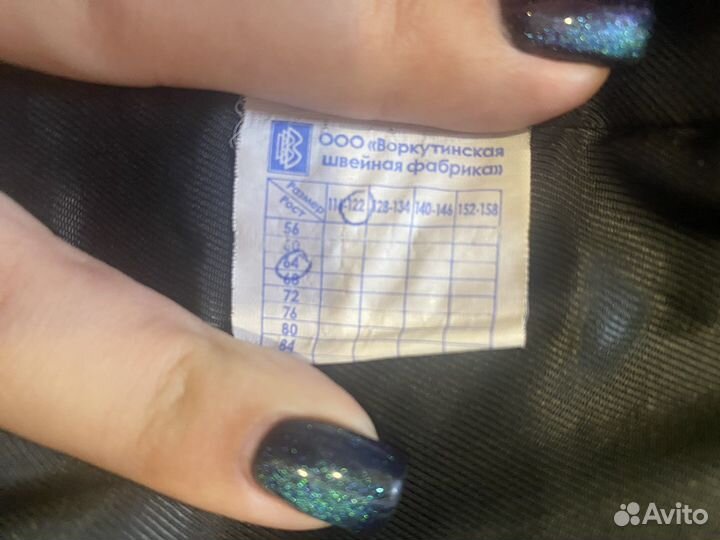 ООО «Воркутинская
швейная фабрика»
Размер
Рост
116-122 128-134 140-146 152-158
56
60
64
68
72
76
80
84
Avito